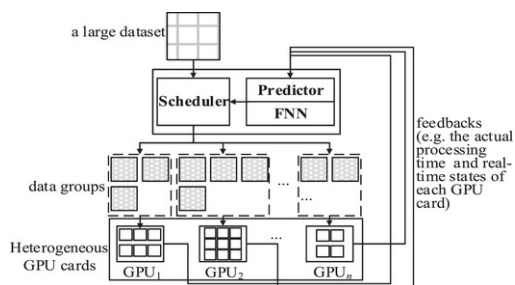 a large dataset
Scheduler
Predictor
FNN
feedbacks
(e.g. the actual
processing
time and real-
time states of
each GPU
card)
data groups
...
...
...
Heterogeneous
GPU cards
...
GPU1
GPU2
GPUn